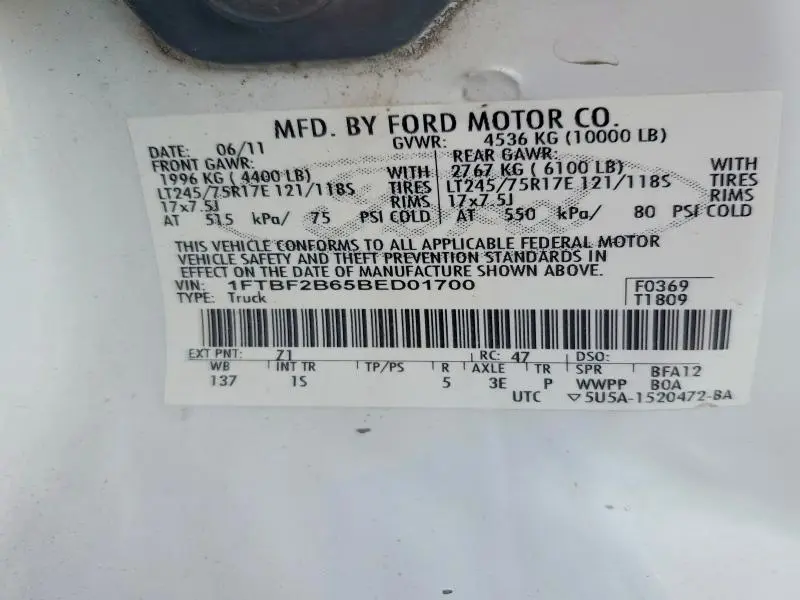 MFD. BY FORD MOTOR CO.
DATE: 06/11 GVWR: 4536 KG (10000 LB)
FRONT GAWR: REAR GAWR:
1996 KG ( 4400 LB) WITH 2767 KG ( 6100 LB) WITH
LT245/75R17E 121/118S TIRES LT245/75R17E 121/118S TIRES
17x7.5J RIMS 17x7.5J RIMS
AT 515 kPa/ 75 PSI COLD AT 550 kPa/ 80 PSI COLD
THIS VEHICLE CONFORMS TO ALL APPLICABLE FEDERAL MOTOR
VEHICLE SAFETY AND THEFT PREVENTION STANDARDS IN
EFFECT ON THE DATE OF MANUFACTURE SHOWN ABOVE.
VIN: 1FTBF2B65BED01700 F0369
TYPE: Truck T1809
EXT PNT: Z1 RC: 47 DSO:
WB INT TR TP/PS R AXLE TR SPR BFA12
137 1S 5 3E P WWPP B0A
UTC ▽5U5A-1520472-BA